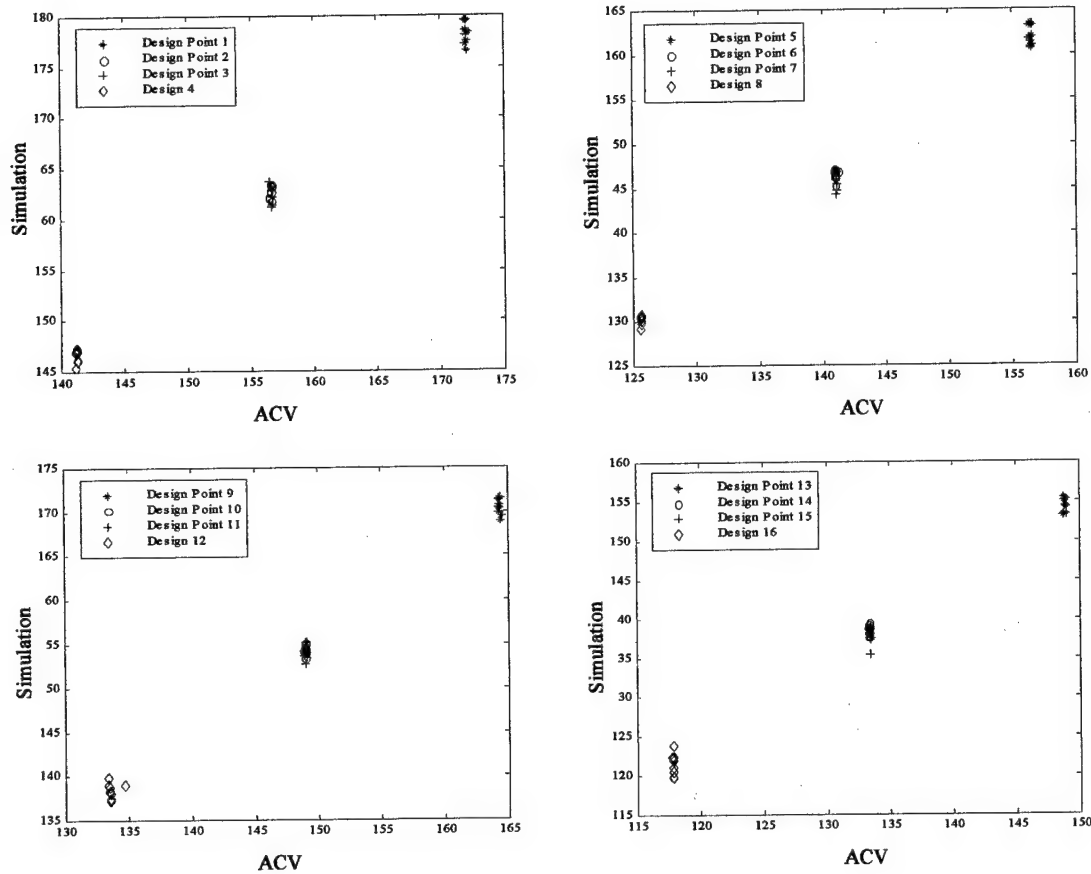 180
175
170
65
60
155
150
145
Simulation
Design Point 1
Design Point 2
Design Point 3
Design 4
140 145 150 155 160 165 170 175
ACV
165
160
155
50
45
40
135
130
125
Simulation
Design Point 5
Design Point 6
Design Point 7
Design 8
125 130 135 140 145 150 155 160
ACV
175
170
165
60
55
50
145
140
135
Simulation
Design Point 9
Design Point 10
Design Point 11
Design 12
130 135 140 145 150 155 160 165
ACV
160
155
150
45
40
35
130
125
120
115
Simulation
Design Point 13
Design Point 14
Design Point 15
Design 16
115 120 125 130 135 140 145 150
ACV